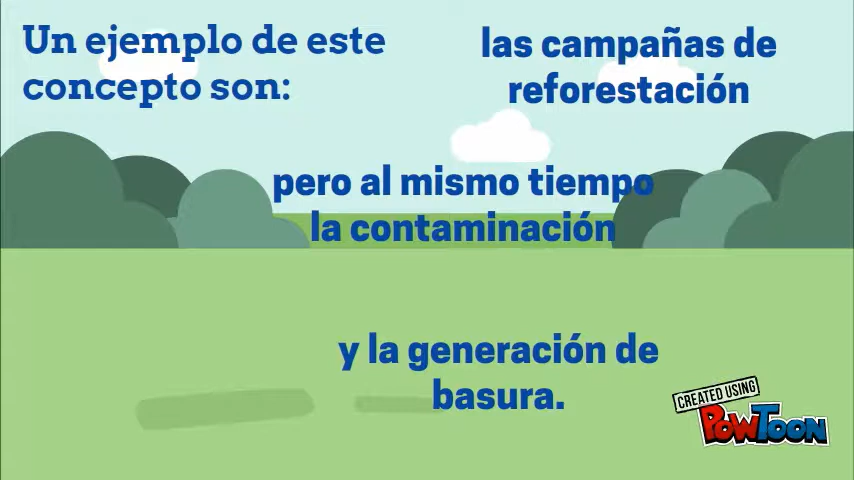 Un ejemplo de este
concepto son:
las campañas de
reforestación
pero al mismo tiempo
la contaminación
y la generación de
basura.
CREATED USING
POWTOON